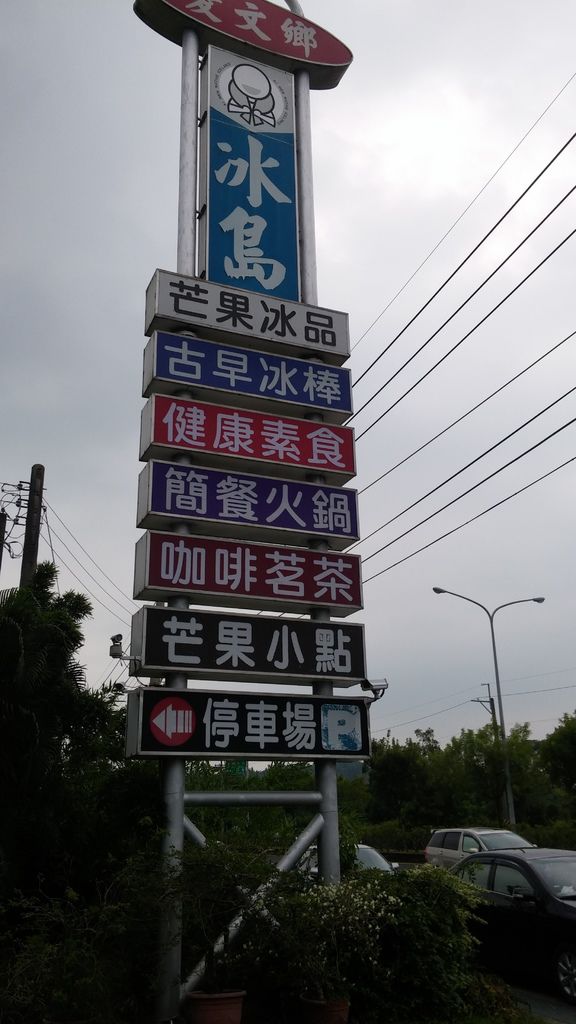 文鄉
冰島
芒果冰品
古早冰棒
健康素食
簡餐火鍋
咖啡茗茶
芒果小點
停車場 P